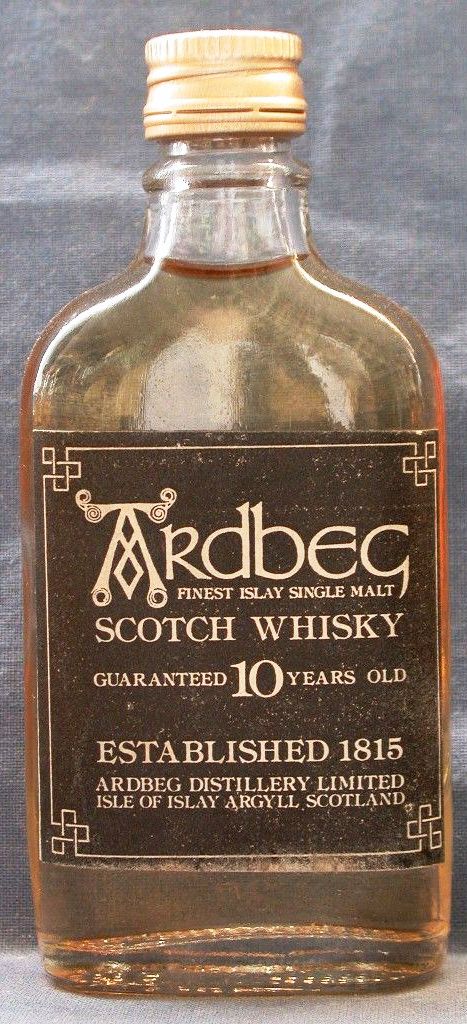 Ardbeg
FINEST ISLAY SINGLE MALT
SCOTCH WHISKY
GUARANTEED 10 YEARS OLD
ESTABLISHED 1815
ARDBEG DISTILLERY LIMITED
ISLE OF ISLAY ARGYLL SCOTLAND